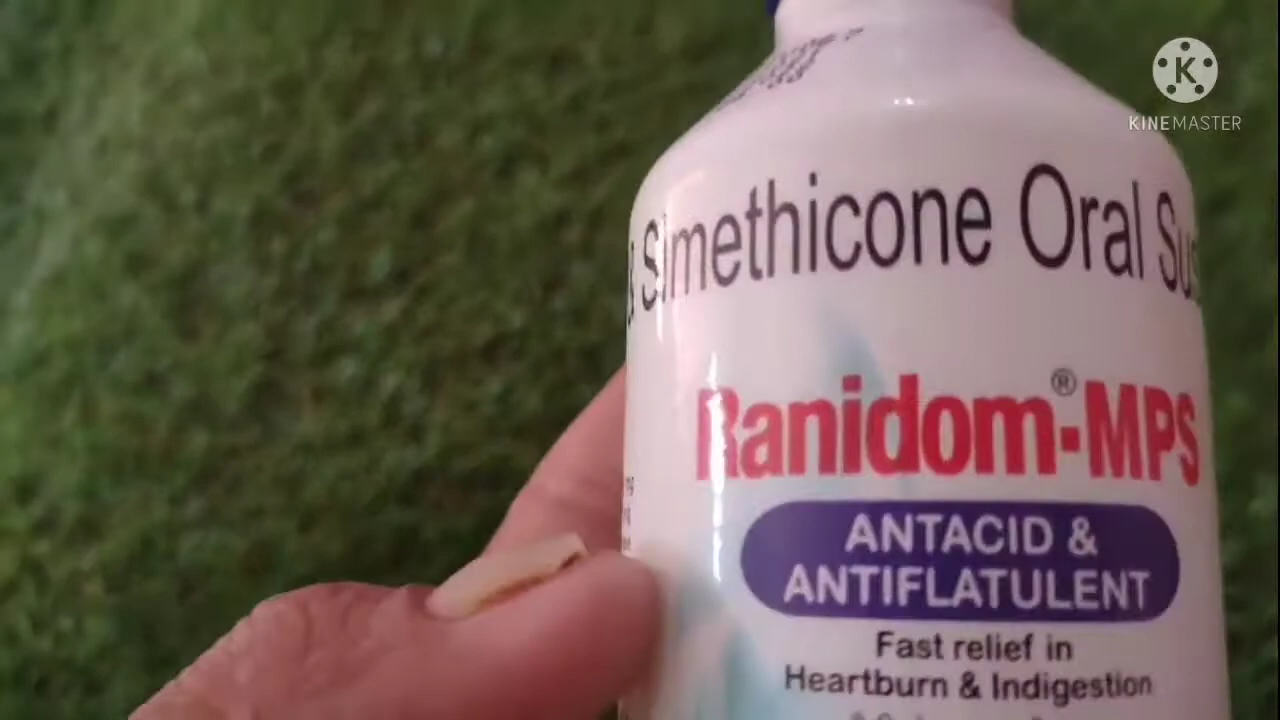 K
KINEMASTER
& Simethicone Oral Sus
Ranidom®-MPS
ANTACID &
ANTIFLATULENT
Fast relief in
Heartburn & Indigestion